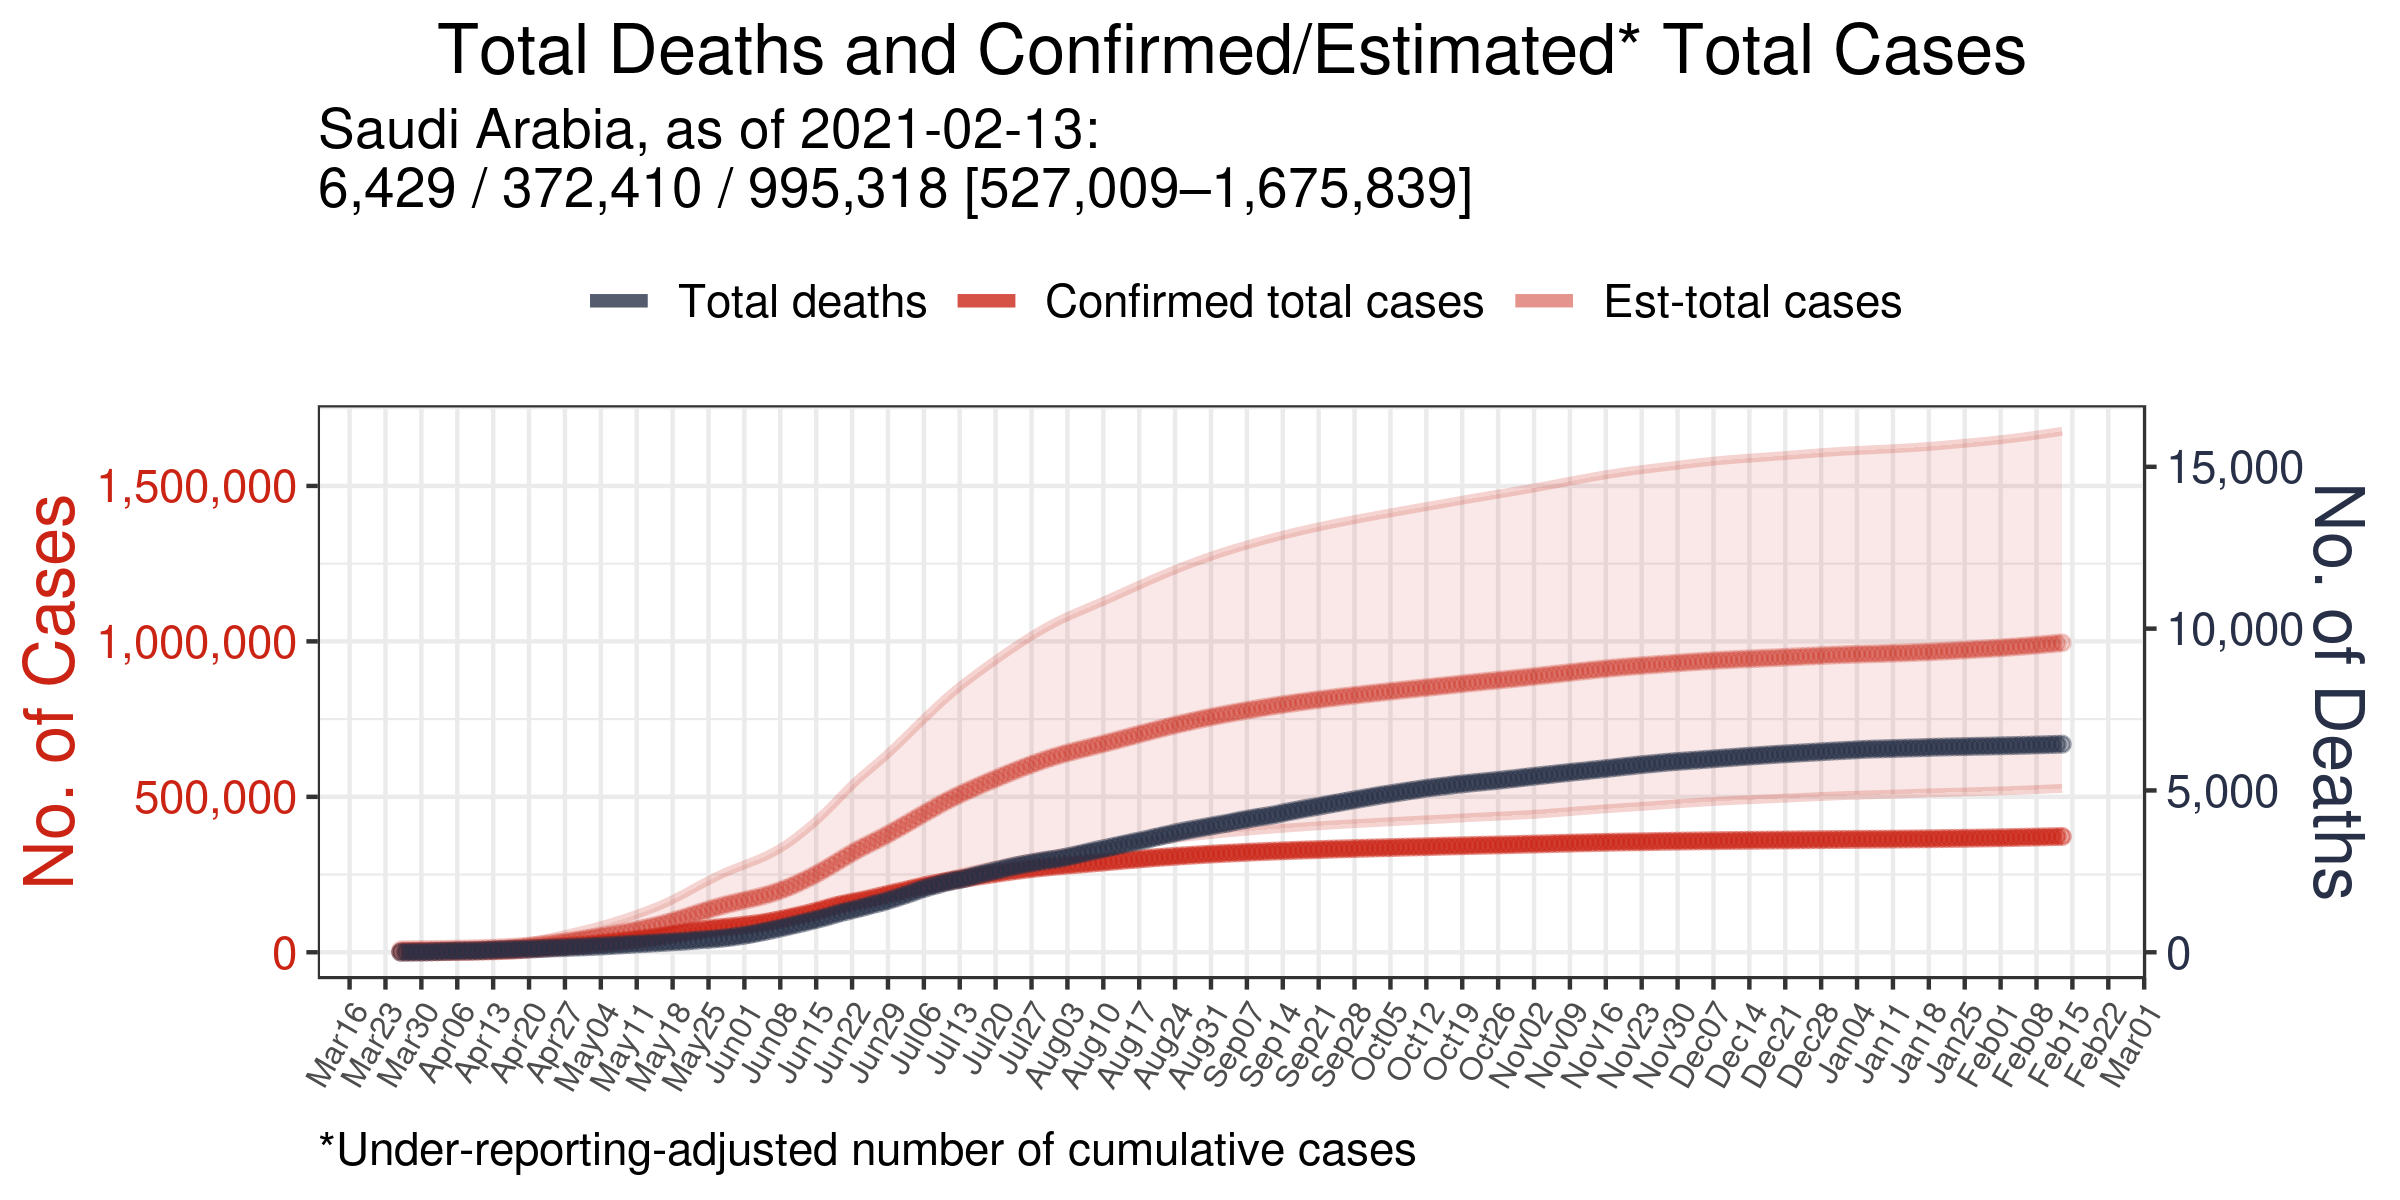 Total Deaths and Confirmed/Estimated* Total Cases
Saudi Arabia, as of 2021-02-13:
6,429 / 372,410 / 995,318 [527,009–1,675,839]
Total deaths
Confirmed total cases
Est-total cases
No. of Cases
1,500,000
1,000,000
500,000
0
15,000
10,000
5,000
0
No. of Deaths
Mar16
Mar23
Mar30
Apr06
Apr13
Apr20
Apr27
May04
May11
May18
May25
Jun01
Jun08
Jun15
Jun22
Jun29
Jul06
Jul13
Jul20
Jul27
Aug03
Aug10
Aug17
Aug24
Aug31
Sep07
Sep14
Sep21
Sep28
Oct05
Oct12
Oct19
Oct26
Nov02
Nov09
Nov16
Nov23
Nov30
Dec07
Dec14
Dec21
Dec28
Jan04
Jan11
Jan18
Jan25
Feb01
Feb08
Feb15
Feb22
Mar01
*Under-reporting-adjusted number of cumulative cases